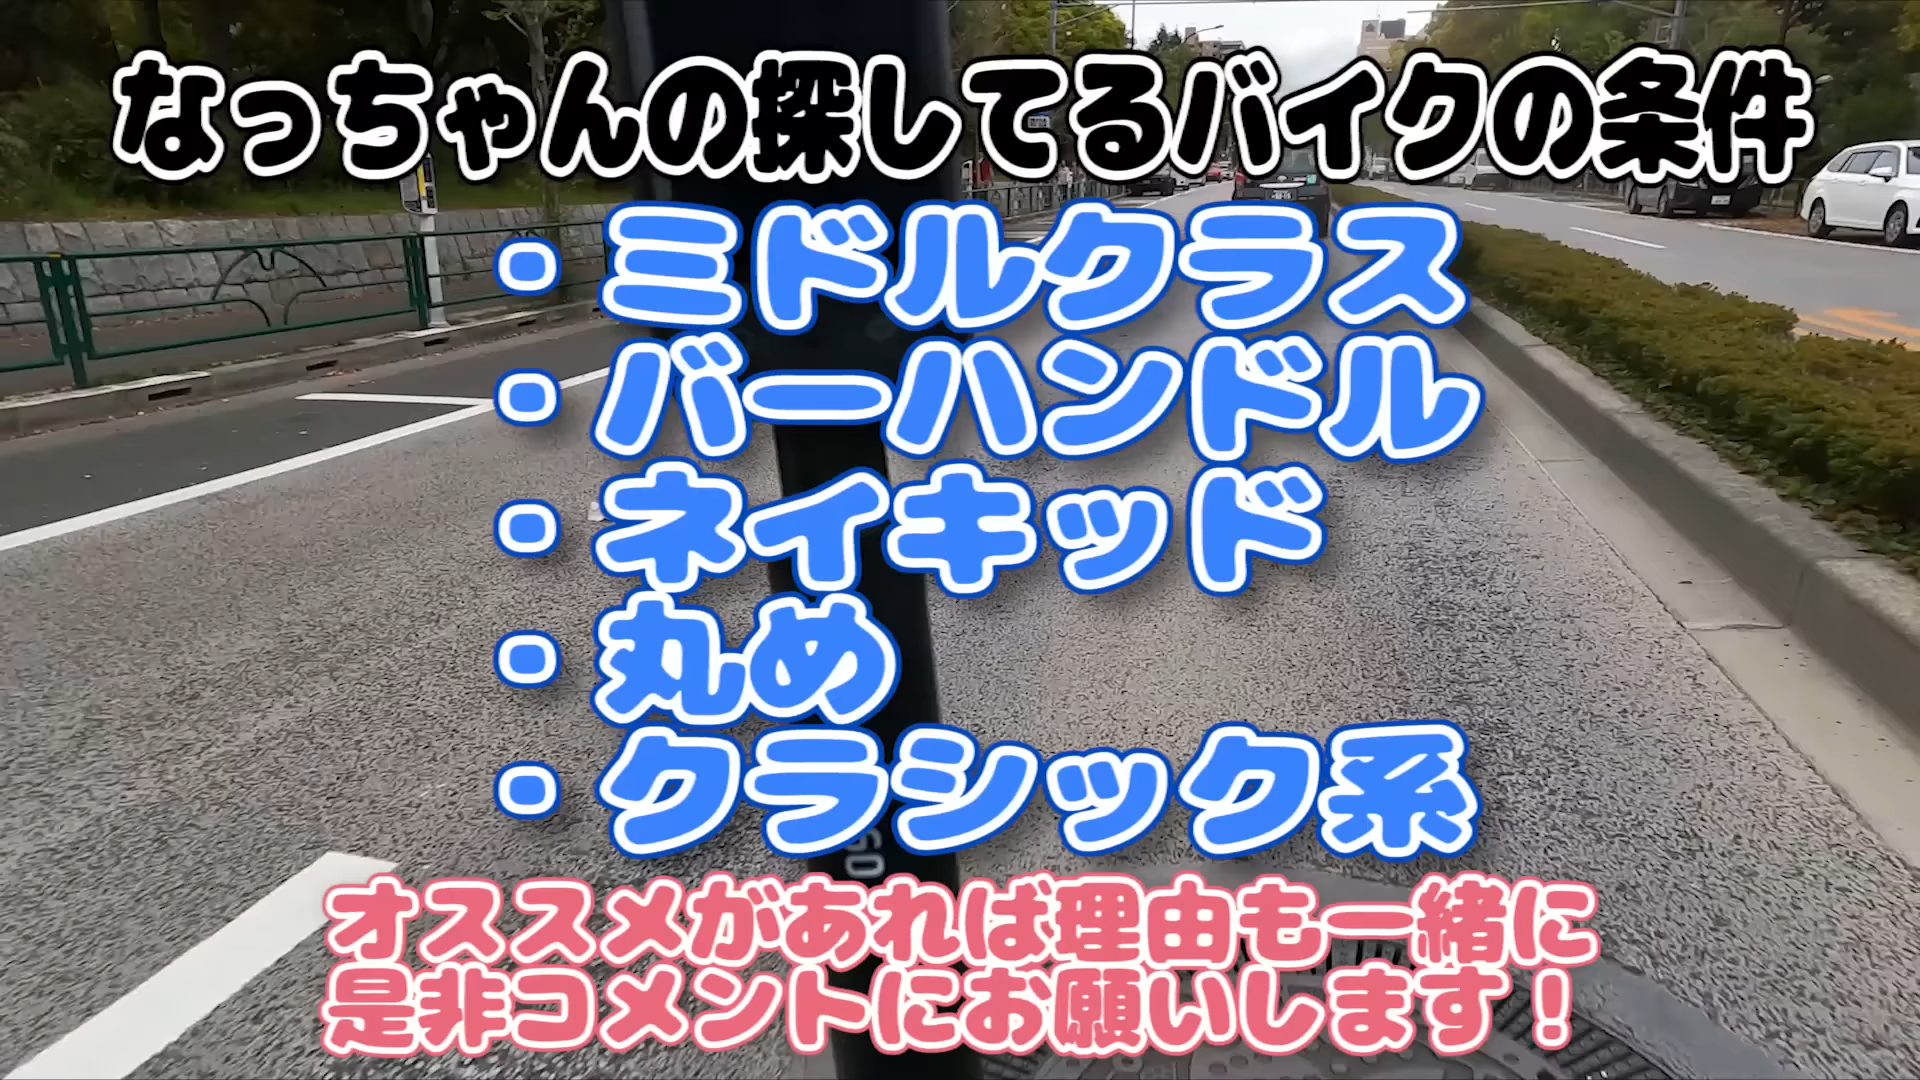 なっちゃんの探してるバイクの条件
・ミドルクラス
・バーハンドル
・ネイキッド
・丸め
・クラシック系
オススメがあれば理由も一緒に
是非コメントにお願いします！